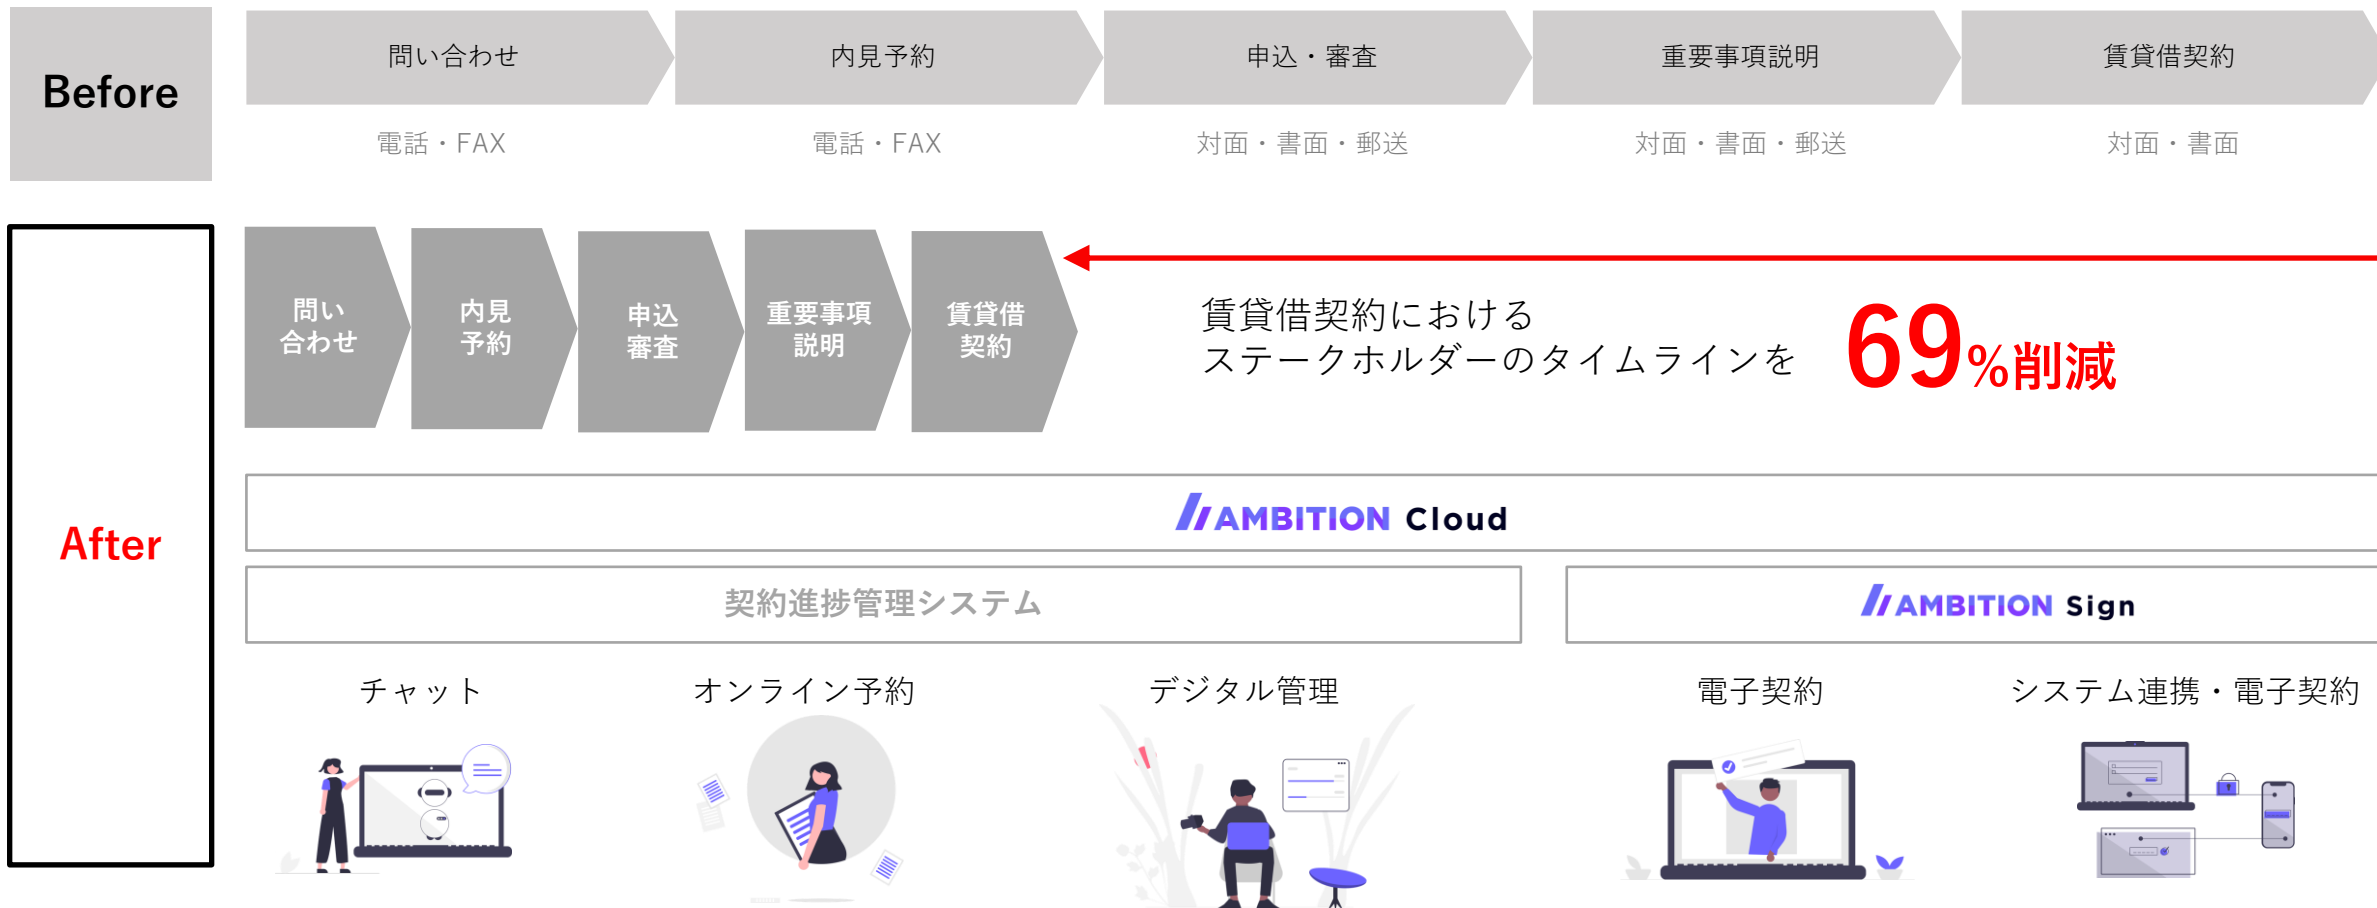 Before
問い合わせ
内見予約
申込・審査
重要事項説明
賃貸借契約
電話・FAX
電話・FAX
対面・書面・郵送
対面・書面・郵送
対面・書面
After
問い
合わせ
内見
予約
申込
審査
重要事項
説明
賃貸借
契約
賃貸借契約における
ステークホルダーのタイムラインを
69%削減
AMBITION Cloud
契約進捗管理システム
AMBITION Sign
チャット
オンライン予約
デジタル管理
電子契約
システム連携・電子契約